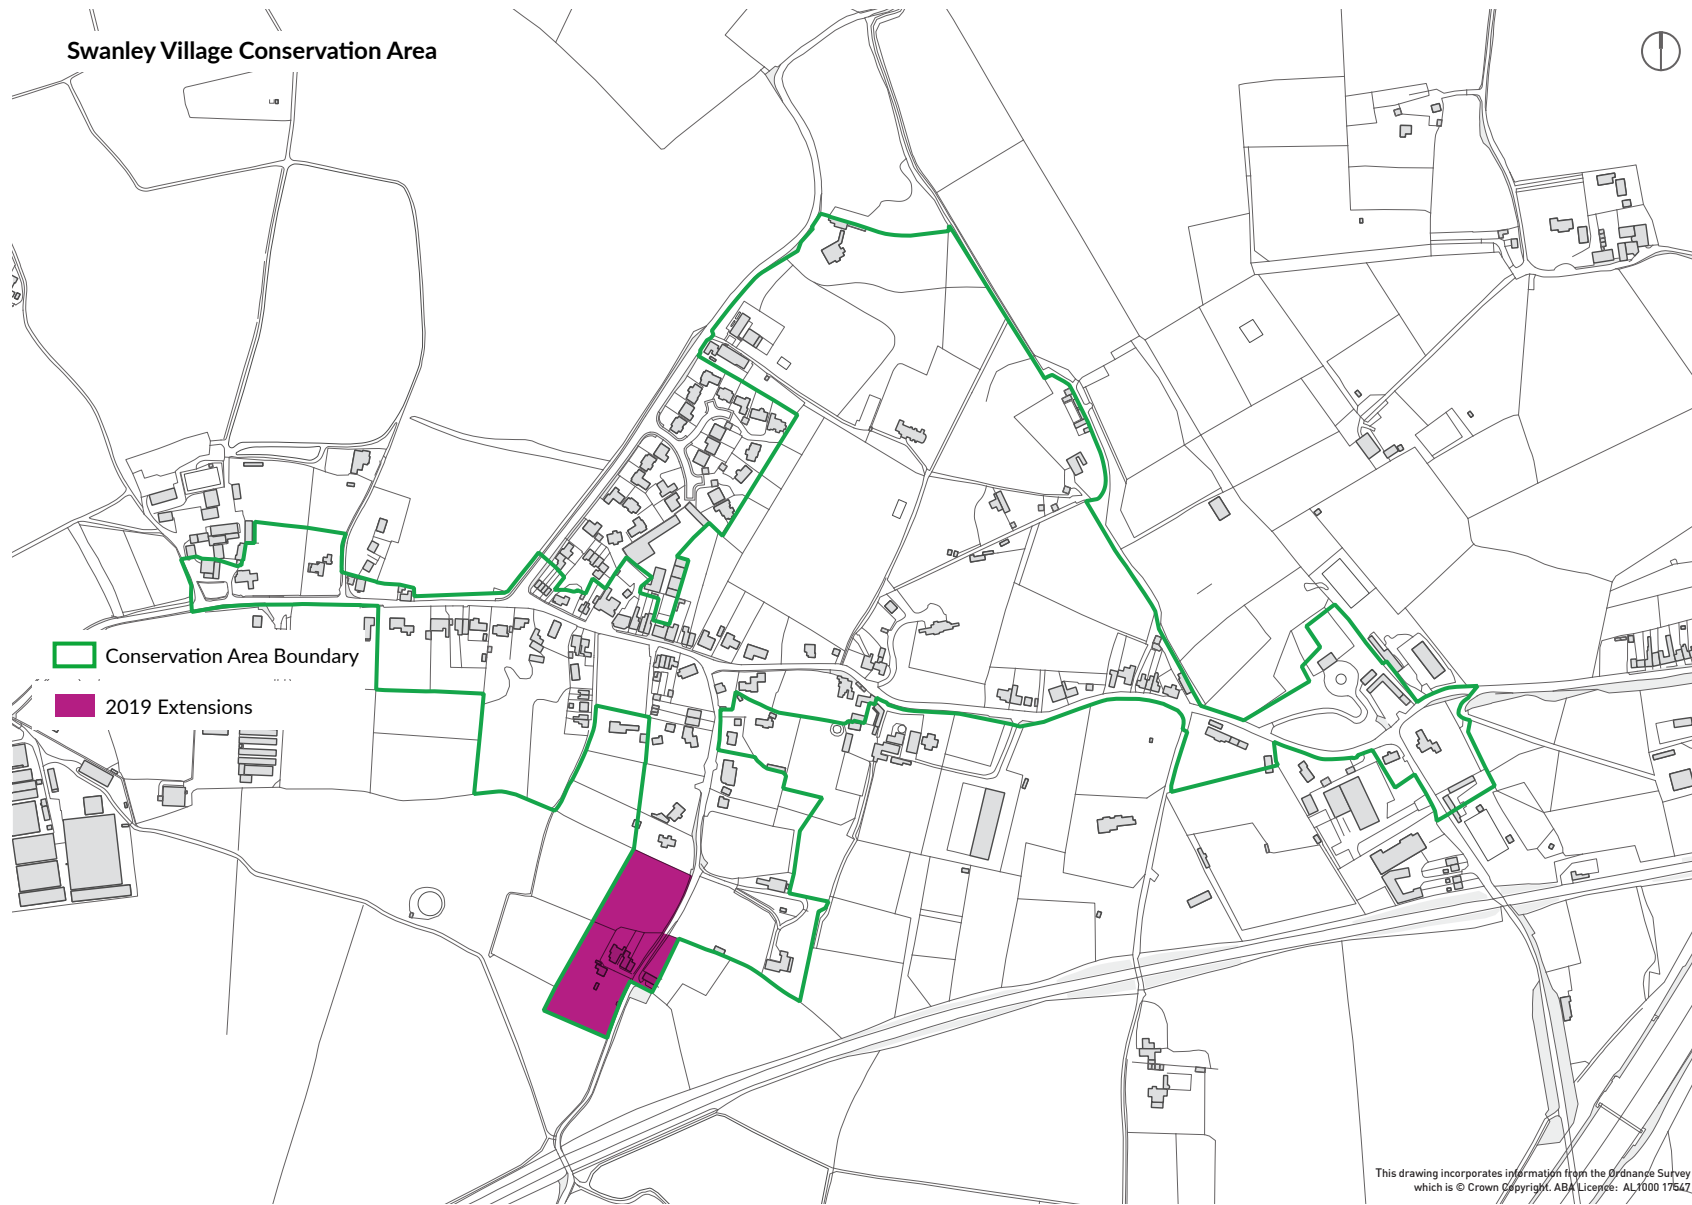 Swanley Village Conservation Area
Conservation Area Boundary
2019 Extensions
This drawing incorporates information from the Ordnance Survey
which is © Crown Copyright. ABA Licence: AL1000 17547